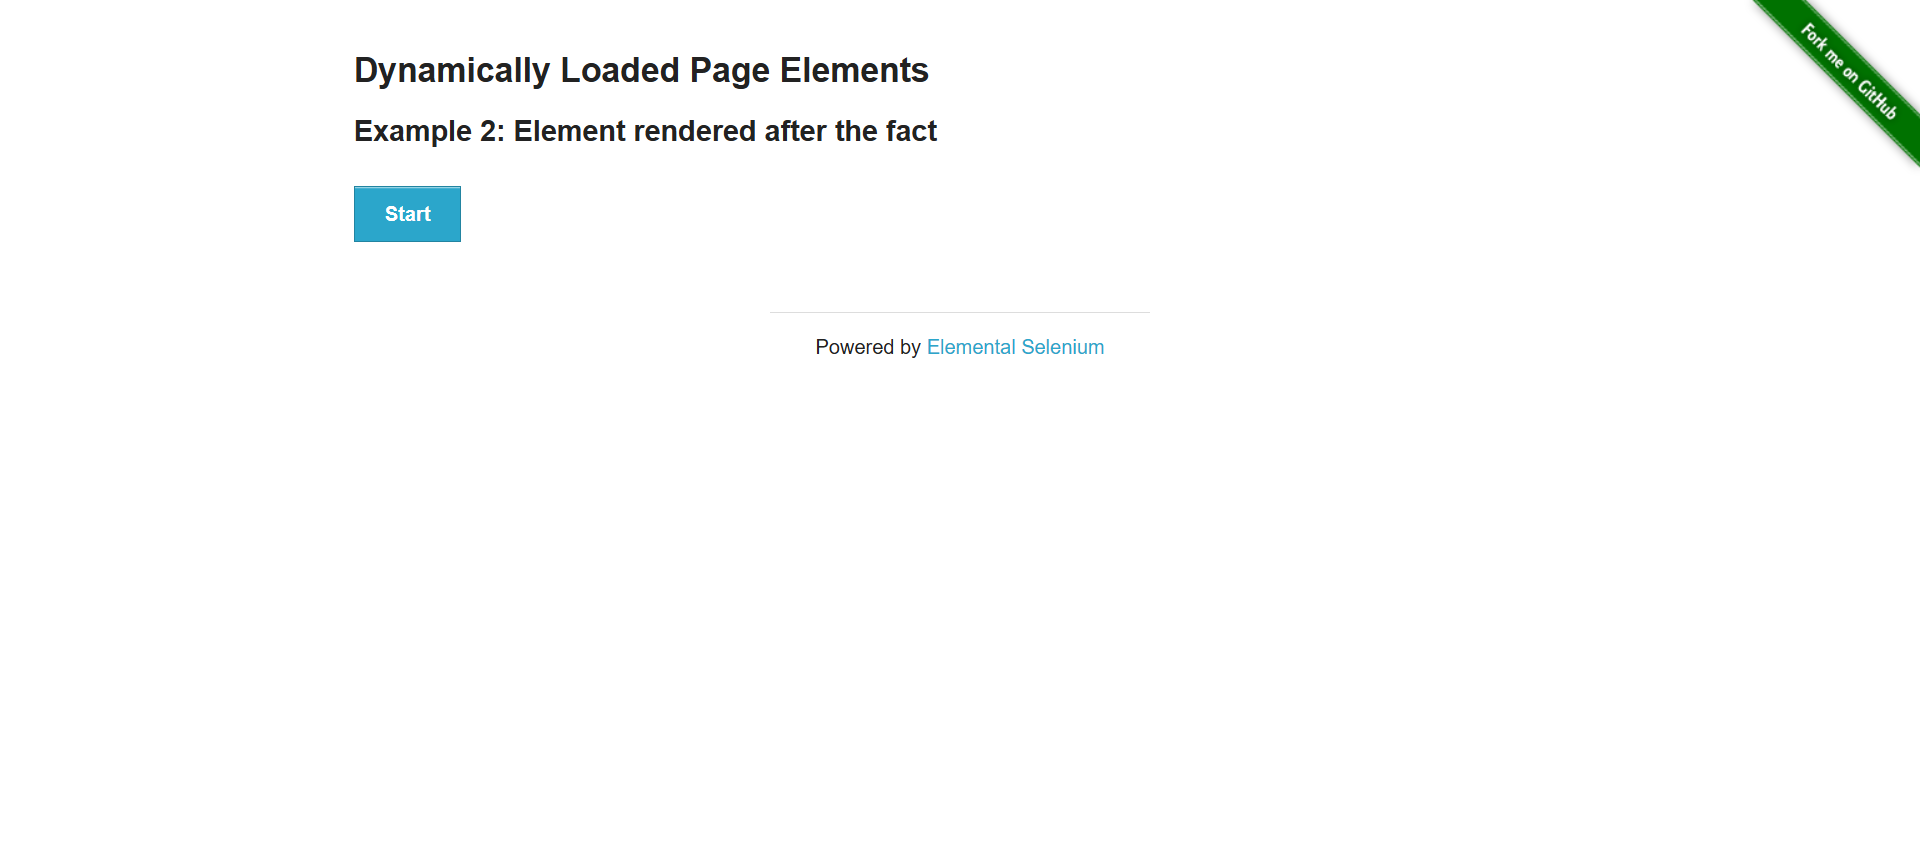 Dynamically Loaded Page Elements
Fork me on GitHub
Example 2: Element rendered after the fact
Start
Powered by Elemental Selenium